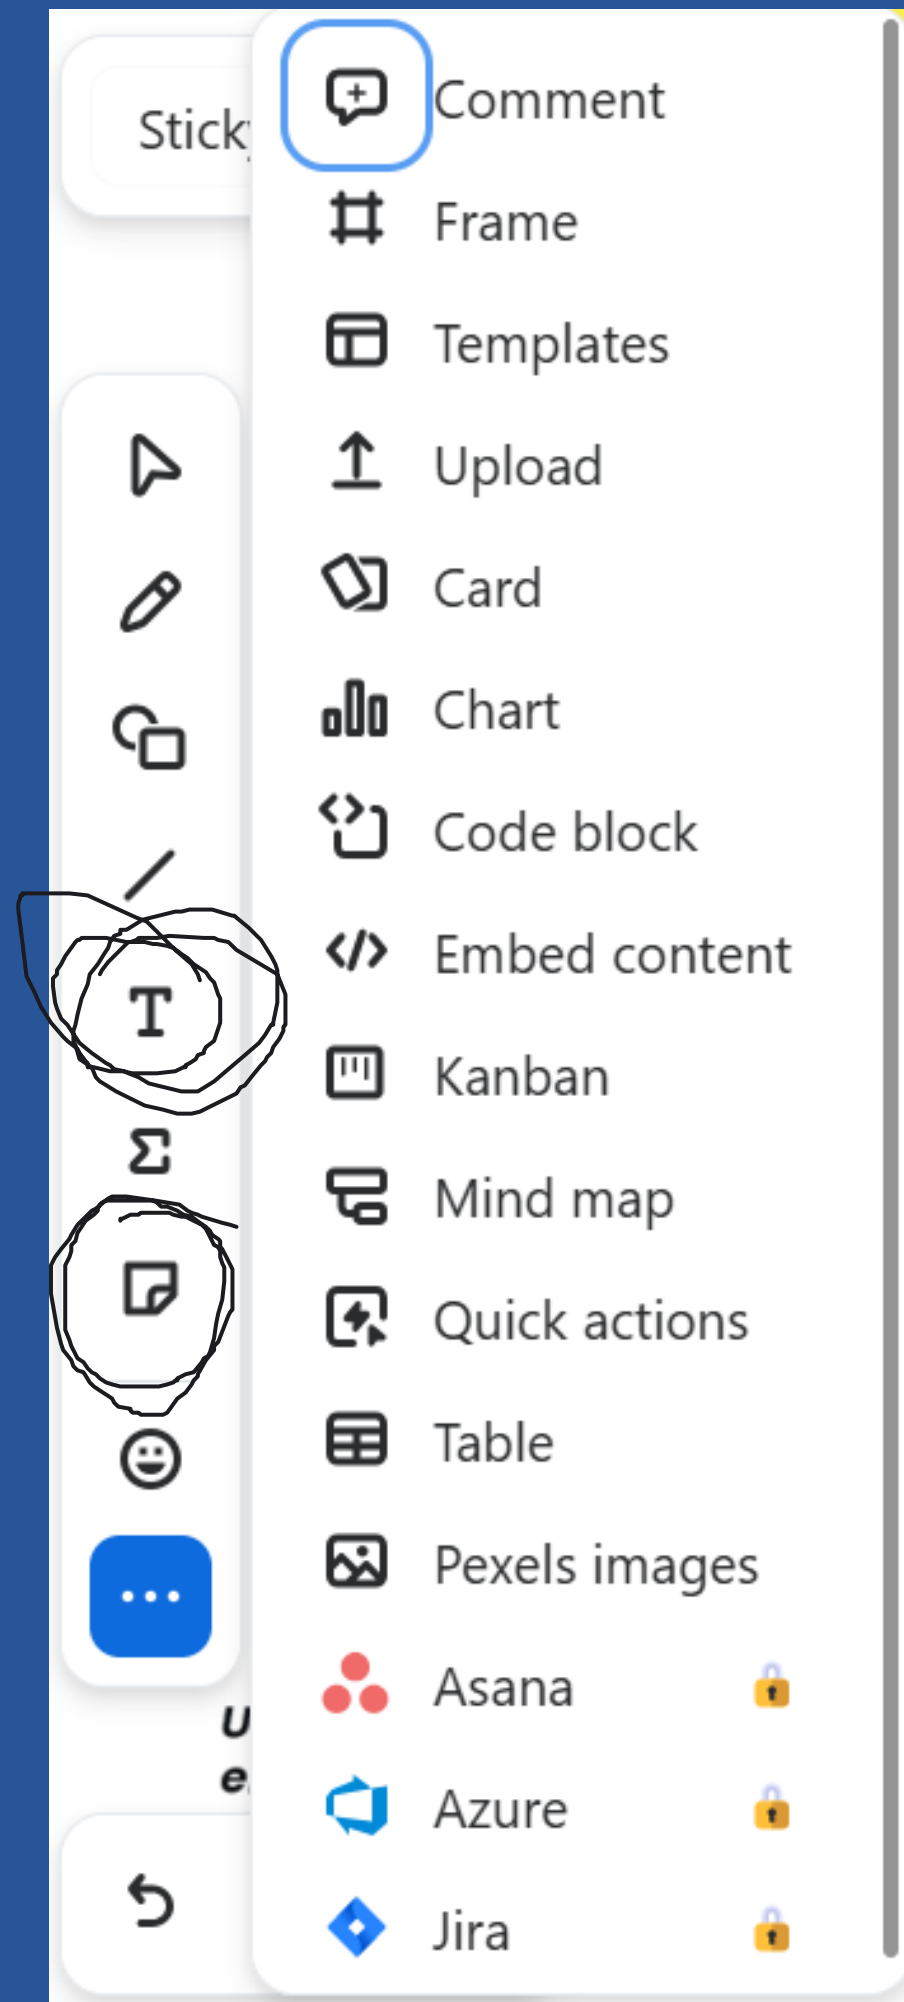 Comment
Frame
Templates
Upload
Card
Chart
Code block
Embed content
Kanban
Mind map
Quick actions
Table
Pexels images
Asana
Azure
Jira